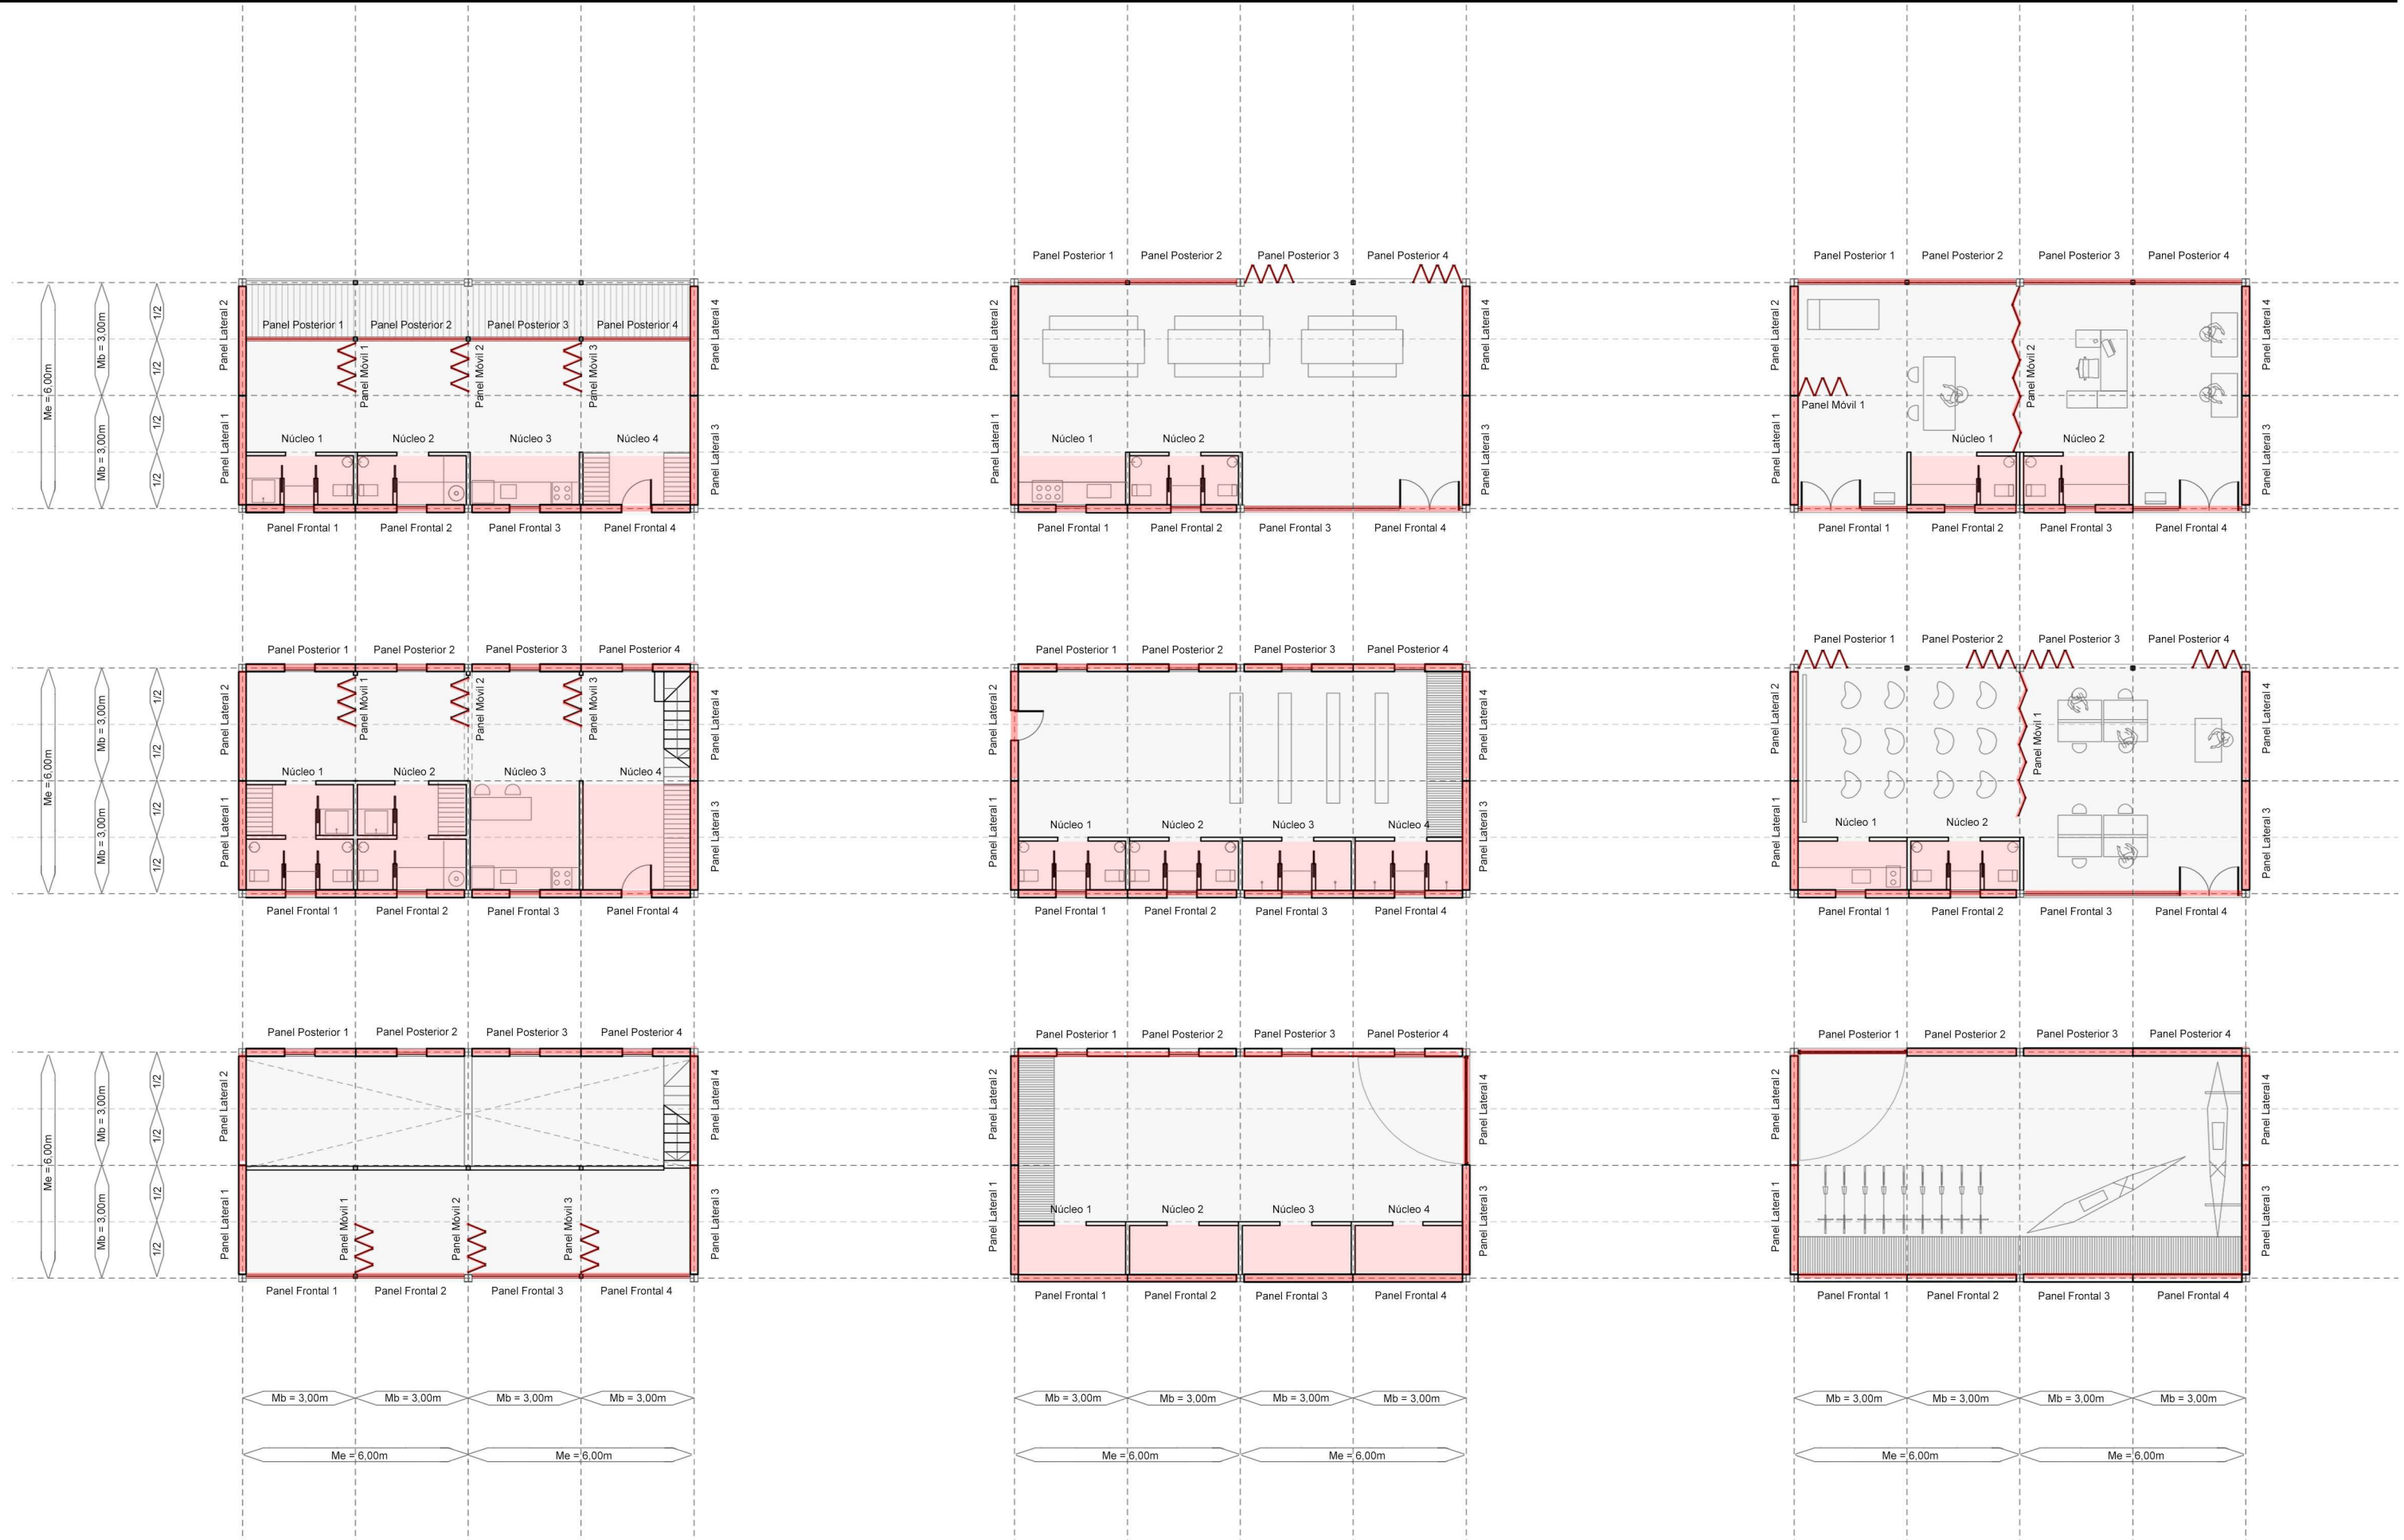 Panel Posterior 1 Panel Posterior 2 Panel Posterior 3 Panel Posterior 4
Panel Posterior 1 Panel Posterior 2 Panel Posterior 3 Panel Posterior 4
Me = 6,00m
Mb = 3,00m
Mb = 3,00m
1/2
1/2
1/2
1/2
Panel Lateral 2
Panel Lateral 1
Panel Posterior 1 Panel Posterior 2 Panel Posterior 3 Panel Posterior 4
Panel Móvil 1
Panel Móvil 2
Panel Móvil 3
Núcleo 1 Núcleo 2 Núcleo 3 Núcleo 4
Panel Lateral 4
Panel Lateral 3
Panel Frontal 1 Panel Frontal 2 Panel Frontal 3 Panel Frontal 4
Panel Lateral 2
Panel Lateral 1
Núcleo 1 Núcleo 2
Panel Lateral 4
Panel Lateral 3
Panel Frontal 1 Panel Frontal 2 Panel Frontal 3 Panel Frontal 4
Panel Lateral 2
Panel Lateral 1
Panel Móvil 1
Panel Móvil 2
Núcleo 1 Núcleo 2
Panel Lateral 4
Panel Lateral 3
Panel Frontal 1 Panel Frontal 2 Panel Frontal 3 Panel Frontal 4
Me = 6,00m
Mb = 3,00m
Mb = 3,00m
1/2
1/2
1/2
1/2
Panel Posterior 1 Panel Posterior 2 Panel Posterior 3 Panel Posterior 4
Panel Lateral 2
Panel Lateral 1
Panel Móvil 1
Panel Móvil 2
Panel Móvil 3
Núcleo 1 Núcleo 2 Núcleo 3 Núcleo 4
Panel Lateral 4
Panel Lateral 3
Panel Frontal 1 Panel Frontal 2 Panel Frontal 3 Panel Frontal 4
Panel Posterior 1 Panel Posterior 2 Panel Posterior 3 Panel Posterior 4
Panel Lateral 2
Panel Lateral 1
Núcleo 1 Núcleo 2 Núcleo 3 Núcleo 4
Panel Lateral 4
Panel Lateral 3
Panel Frontal 1 Panel Frontal 2 Panel Frontal 3 Panel Frontal 4
Panel Posterior 1 Panel Posterior 2 Panel Posterior 3 Panel Posterior 4
Panel Lateral 2
Panel Lateral 1
Panel Móvil 1
Núcleo 1 Núcleo 2
Panel Lateral 4
Panel Lateral 3
Panel Frontal 1 Panel Frontal 2 Panel Frontal 3 Panel Frontal 4
Me = 6,00m
Mb = 3,00m
Mb = 3,00m
1/2
1/2
1/2
1/2
Panel Posterior 1 Panel Posterior 2 Panel Posterior 3 Panel Posterior 4
Panel Lateral 2
Panel Lateral 1
Panel Móvil 1
Panel Móvil 2
Panel Móvil 3
Panel Lateral 4
Panel Lateral 3
Panel Frontal 1 Panel Frontal 2 Panel Frontal 3 Panel Frontal 4
Panel Posterior 1 Panel Posterior 2 Panel Posterior 3 Panel Posterior 4
Panel Lateral 2
Panel Lateral 1
Núcleo 1 Núcleo 2 Núcleo 3 Núcleo 4
Panel Lateral 4
Panel Lateral 3
Panel Frontal 1 Panel Frontal 2 Panel Frontal 3 Panel Frontal 4
Panel Posterior 1 Panel Posterior 2 Panel Posterior 3 Panel Posterior 4
Panel Lateral 2
Panel Lateral 1
Panel Lateral 4
Panel Lateral 3
Panel Frontal 1 Panel Frontal 2 Panel Frontal 3 Panel Frontal 4
Mb = 3,00m Mb = 3,00m Mb = 3,00m Mb = 3,00m
Mb = 3,00m Mb = 3,00m Mb = 3,00m Mb = 3,00m
Mb = 3,00m Mb = 3,00m Mb = 3,00m Mb = 3,00m
Me = 6,00m Me = 6,00m
Me = 6,00m Me = 6,00m
Me = 6,00m Me = 6,00m